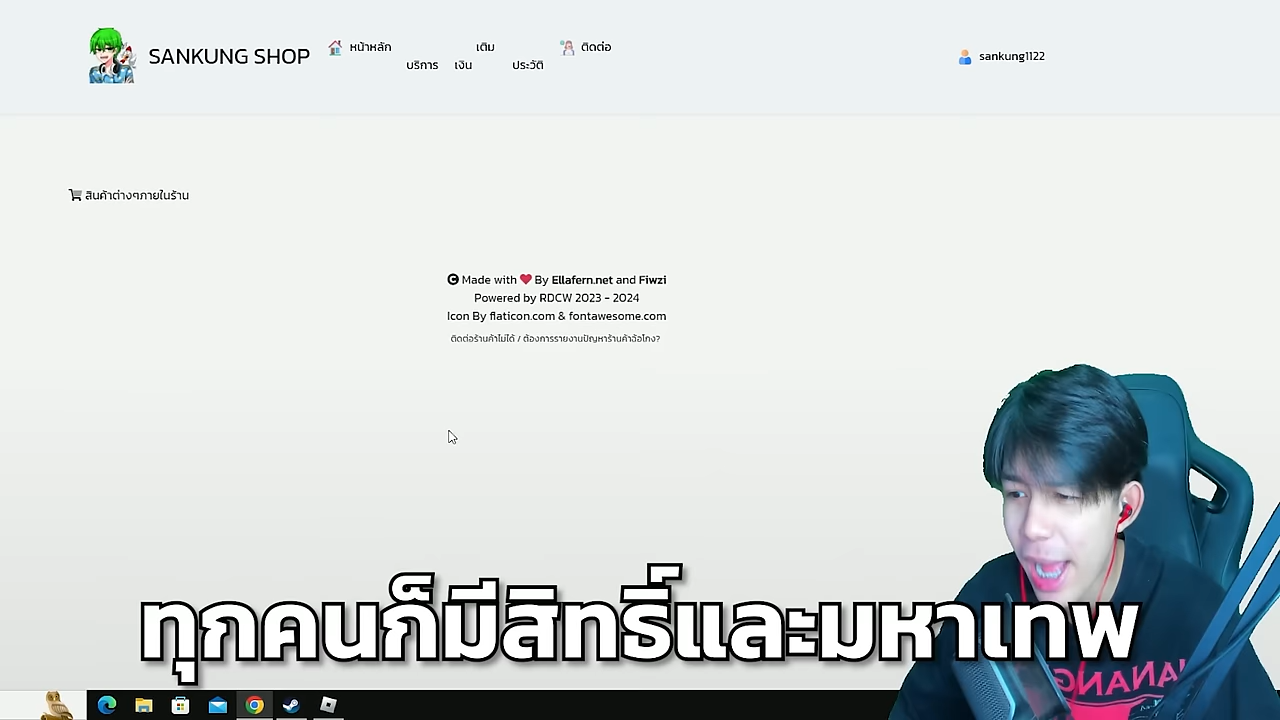 SANKUNG SHOP
หน้าหลัก
บริการ
เติม
เงิน
ประวัติ
ติดต่อ
sankung1122
สินค้าต่างๆภายในร้าน
Made with ❤ By Ellafern.net and Fiwzi
Powered by RDCW 2023 - 2024
Icon By flaticon.com & fontawesome.com
ติดต่อร้านค้าไม่ได้ / ต้องการรายงานปัญหาร้านค้าฉ้อโกง?
ทุกคนก็มีสิทธิ์และมหาเทพ